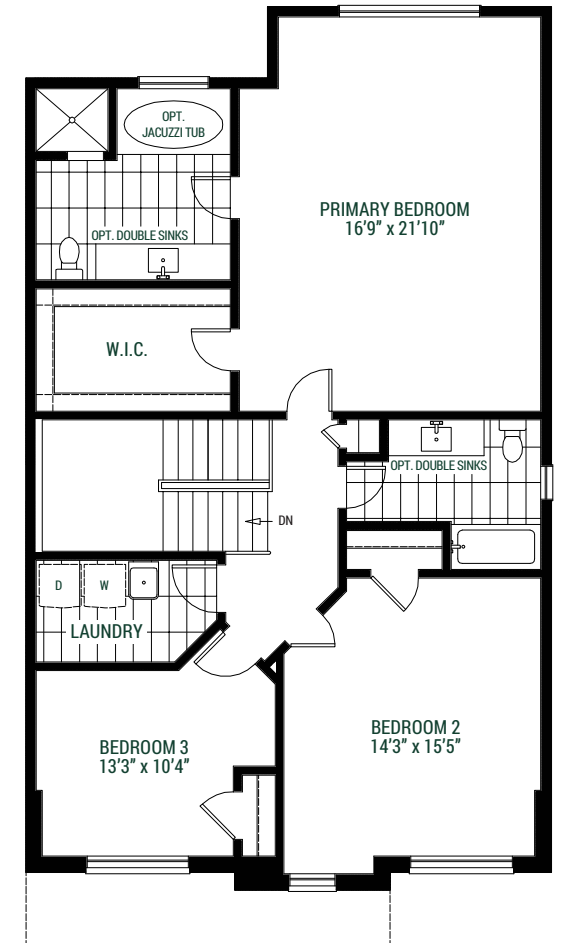 OPT.
JACUZZI TUB
PRIMARY BEDROOM
16’9” x 21’10”
OPT. DOUBLE SINKS
W.I.C.
OPT. DOUBLE SINKS
DN
D
W
LAUNDRY
BEDROOM 2
14’3” x 15’5”
BEDROOM 3
13’3” x 10’4”